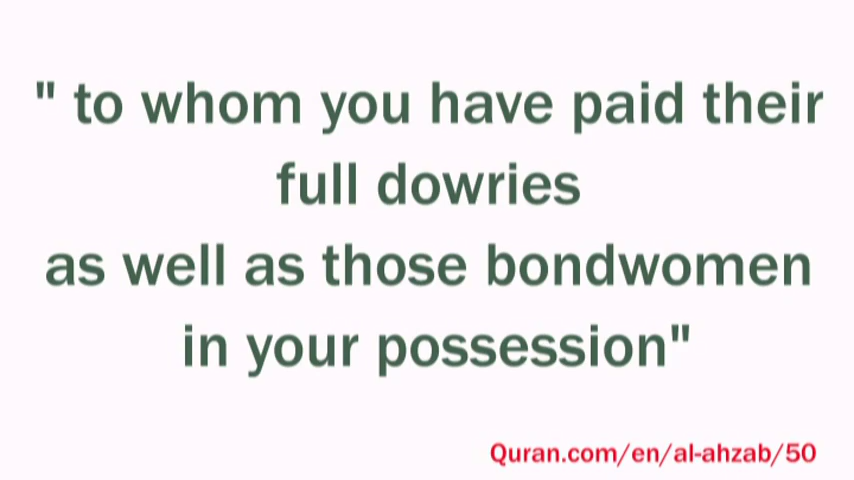 " to whom you have paid their
full dowries
as well as those bondwomen
in your possession"
Quran.com/en/al-ahzab/50